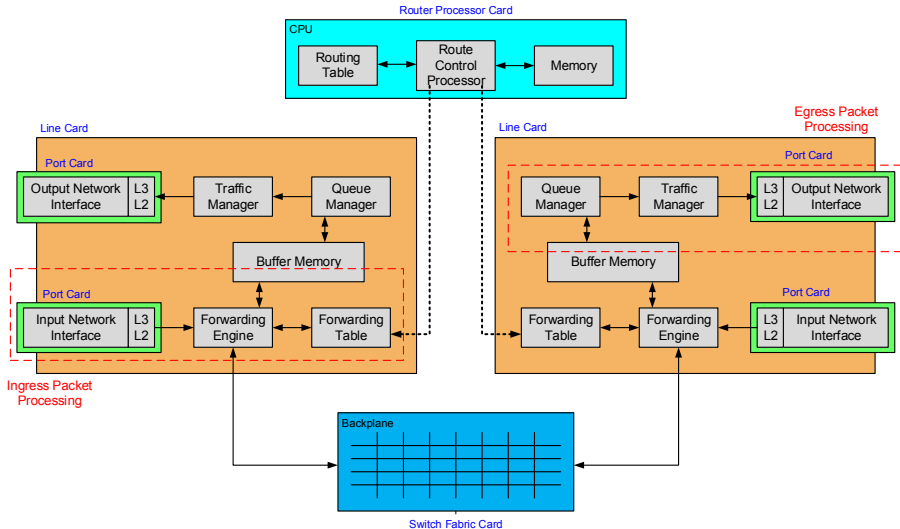 Router Processor Card
CPU
Routing
Table
Route
Control
Processor
Memory
Line Card
Port Card
Output Network
Interface
L3
L2
Traffic
Manager
Queue
Manager
Buffer Memory
Port Card
Input Network
Interface
L3
L2
Forwarding
Engine
Forwarding
Table
Ingress Packet
Processing
Line Card
Egress Packet
Processing
Port Card
Queue
Manager
Traffic
Manager
L3
L2
Output Network
Interface
Buffer Memory
Port Card
Forwarding
Table
Forwarding
Engine
L3
L2
Input Network
Interface
Backplane
Switch Fabric Card